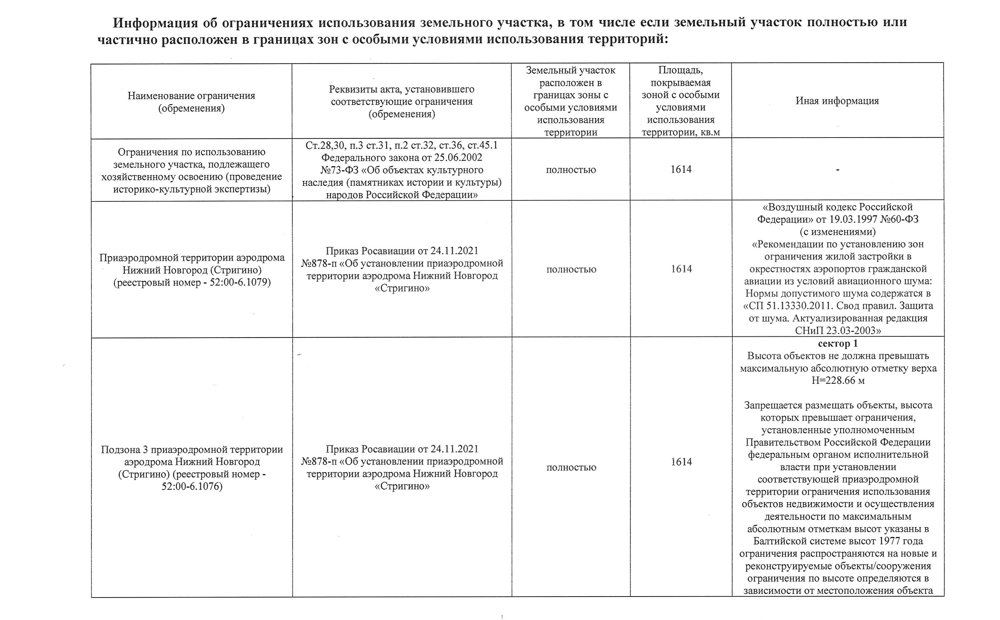 Информация об ограничениях использования земельного участка, в том числе если земельный участок полностью или
частично расположен в границах зон с особыми условиями использования территорий:
Наименование ограничения
(обременения)
Реквизиты акта, установившего
соответствующие ограничения
(обременения)
Земельный участок
расположен в
границах зоны с
особыми условиями
использования
территории
Площадь,
покрываемая
зоной с особыми
условиями
использования
территории, кв.м
Иная информация
Ограничения по использованию
земельного участка, подлежащего
хозяйственному освоению (проведение
историко-культурной экспертизы)
Ст.28,30, п.3 ст.31, п.2 ст.32, ст.36, ст.45.1
Федерального закона от 25.06.2002
№73-ФЗ «Об объектах культурного
наследия (памятниках истории и культуры)
народов Российской Федерации»
полностью
1614
-
Приаэродромной территории аэродрома
Нижний Новгород (Стригино)
(реестровый номер - 52:00-6.1079)
Приказ Росавиации от 24.11.2021
№878-п «Об установлении приаэродромной
территории аэродрома Нижний Новгород
«Стригино»
полностью
1614
«Воздушный кодекс Российской
Федерации» от 19.03.1997 №60-ФЗ
(с изменениями)
«Рекомендации по установлению зон
ограничения жилой застройки в
окрестностях аэропортов гражданской
авиации из условий авиационного шума:
Нормы допустимого шума содержатся в
«СП 51.13330.2011. Свод правил. Защита
от шума. Актуализированная редакция
СНиП 23.03-2003»
Подзона 3 приаэродромной территории
аэродрома Нижний Новгород
(Стригино) (реестровый номер -
52:00-6.1076)
Приказ Росавиации от 24.11.2021
№878-п «Об установлении приаэродромной
территории аэродрома Нижний Новгород
«Стригино»
полностью
1614
сектор 1
Высота объектов не должна превышать
максимальную абсолютную отметку верха
Н=228.66 м
Запрещается размещать объекты, высота
которых превышает ограничения,
установленные уполномоченным
Правительством Российской Федерации
федеральным органом исполнительной
власти при установлении
соответствующей приаэродромной
территории ограничения использования
объектов недвижимости и осуществления
деятельности по максимальным
абсолютным отметкам высот указаны в
Балтийской системе высот 1977 года
ограничения распространяются на новые и
реконструируемые объекты/сооружения
ограничения по высоте определяются в
зависимости от местоположения объекта